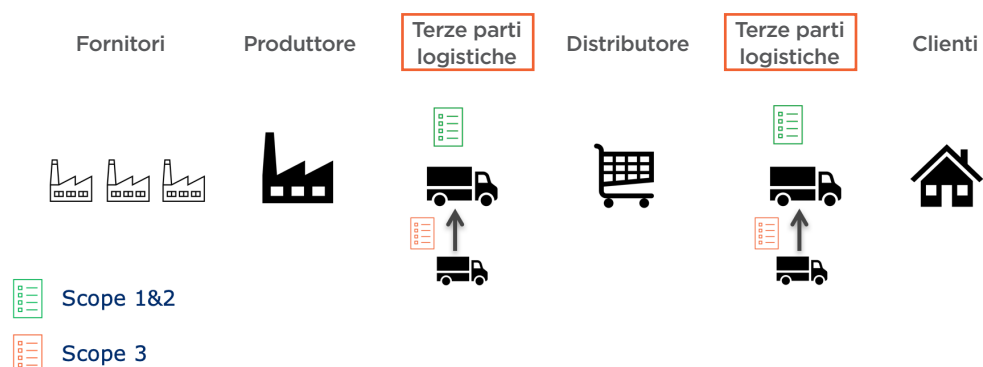 Fornitori
Produttore
Terze parti
logistiche
Distributore
Terze parti
logistiche
Clienti
Scope 1&2
Scope 3